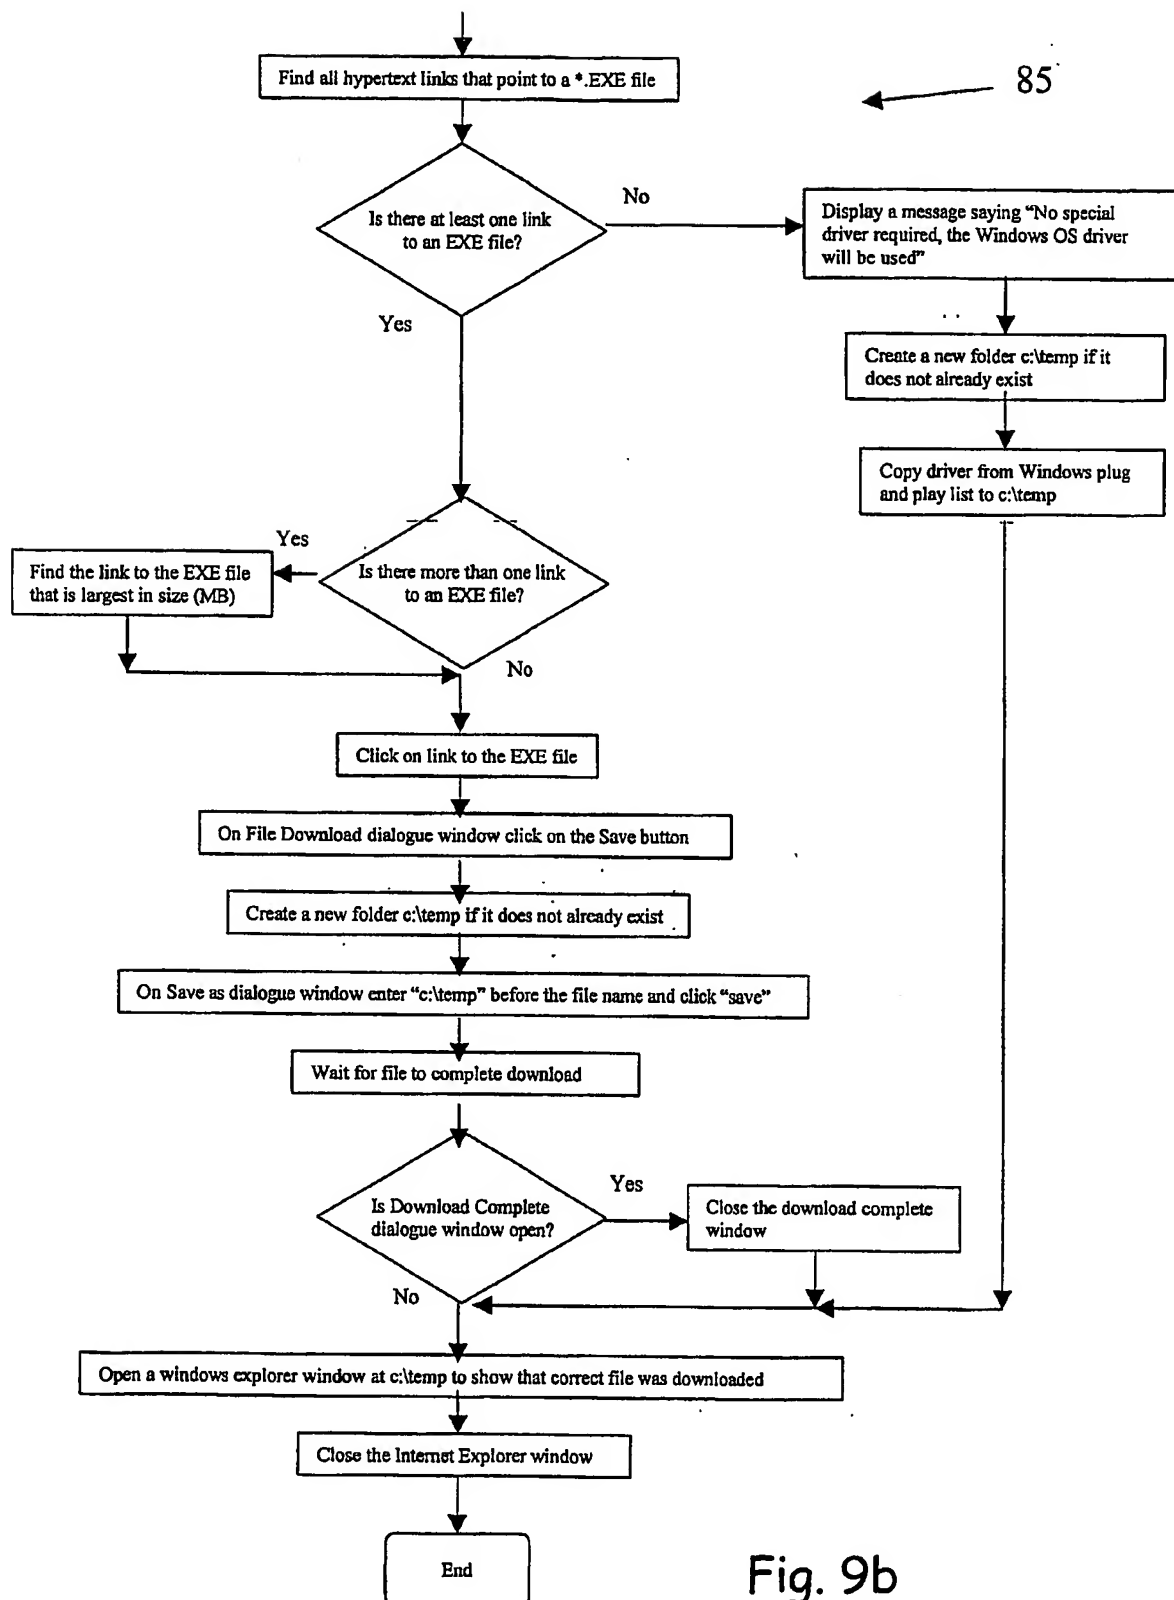 Find all hypertext links that point to a *.EXE file
85
Is there at least one link
to an EXE file?
No
Display a message saying "No special
driver required, the Windows OS driver
will be used"
Yes
Create a new folder c:\temp if it
does not already exist
Copy driver from Windows plug
and play list to c:\temp
Yes
Find the link to the EXE file
that is largest in size (MB)
Is there more than one link
to an EXE file?
No
Click on link to the EXE file
On File Download dialogue window click on the Save button
Create a new folder c:\temp if it does not already exist
On Save as dialogue window enter "c:\temp" before the file name and click "save"
Wait for file to complete download
Is Download Complete
dialogue window open?
Yes
Close the download complete
window
No
Open a windows explorer window at c:\temp to show that correct file was downloaded
Close the Internet Explorer window
End
Fig. 9b